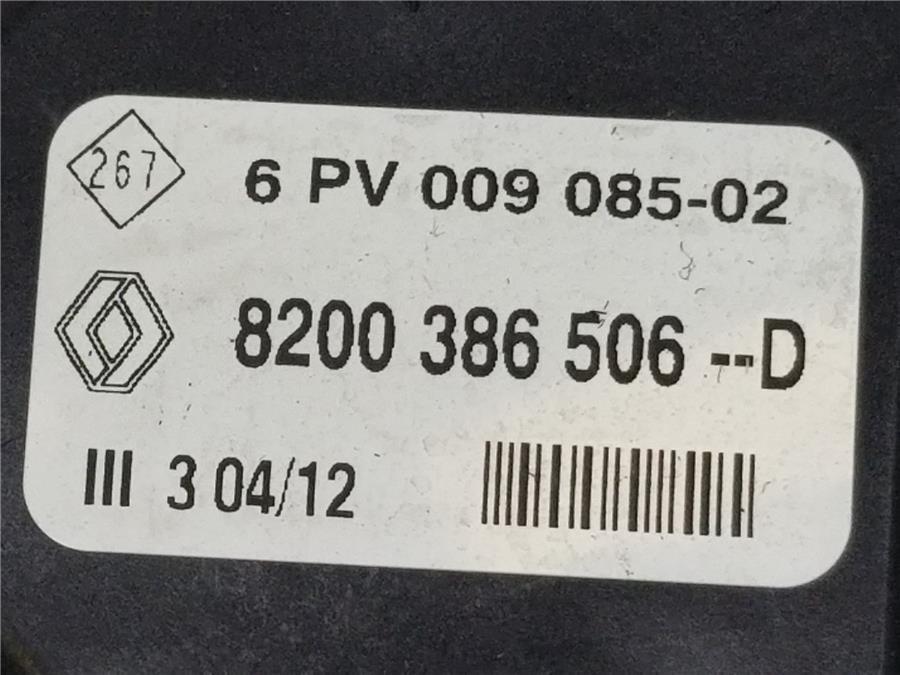 267
6 PV 009 085-02
8200 386 506 --D
III 3 04/12